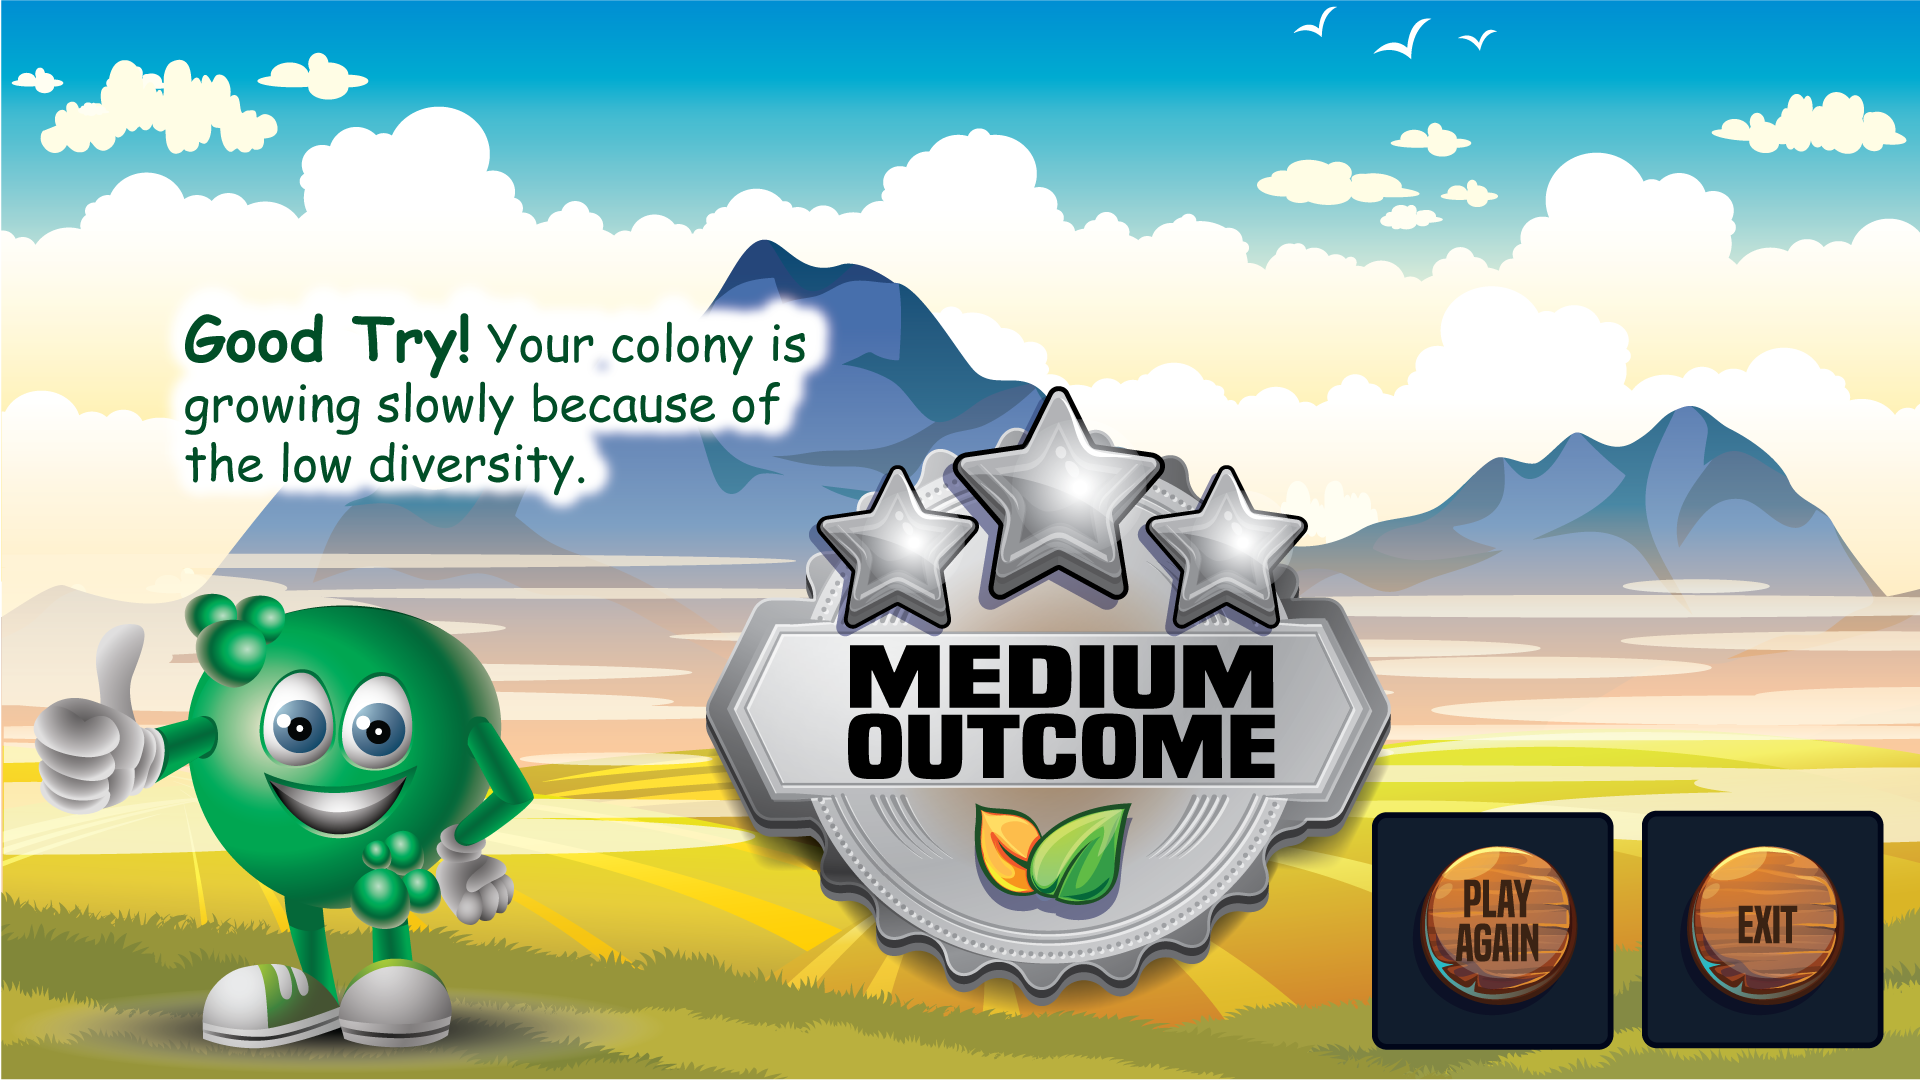 Good Try! Your colony is
growing slowly because of
the low diversity.
MEDIUM
OUTCOME
PLAY
AGAIN
EXIT